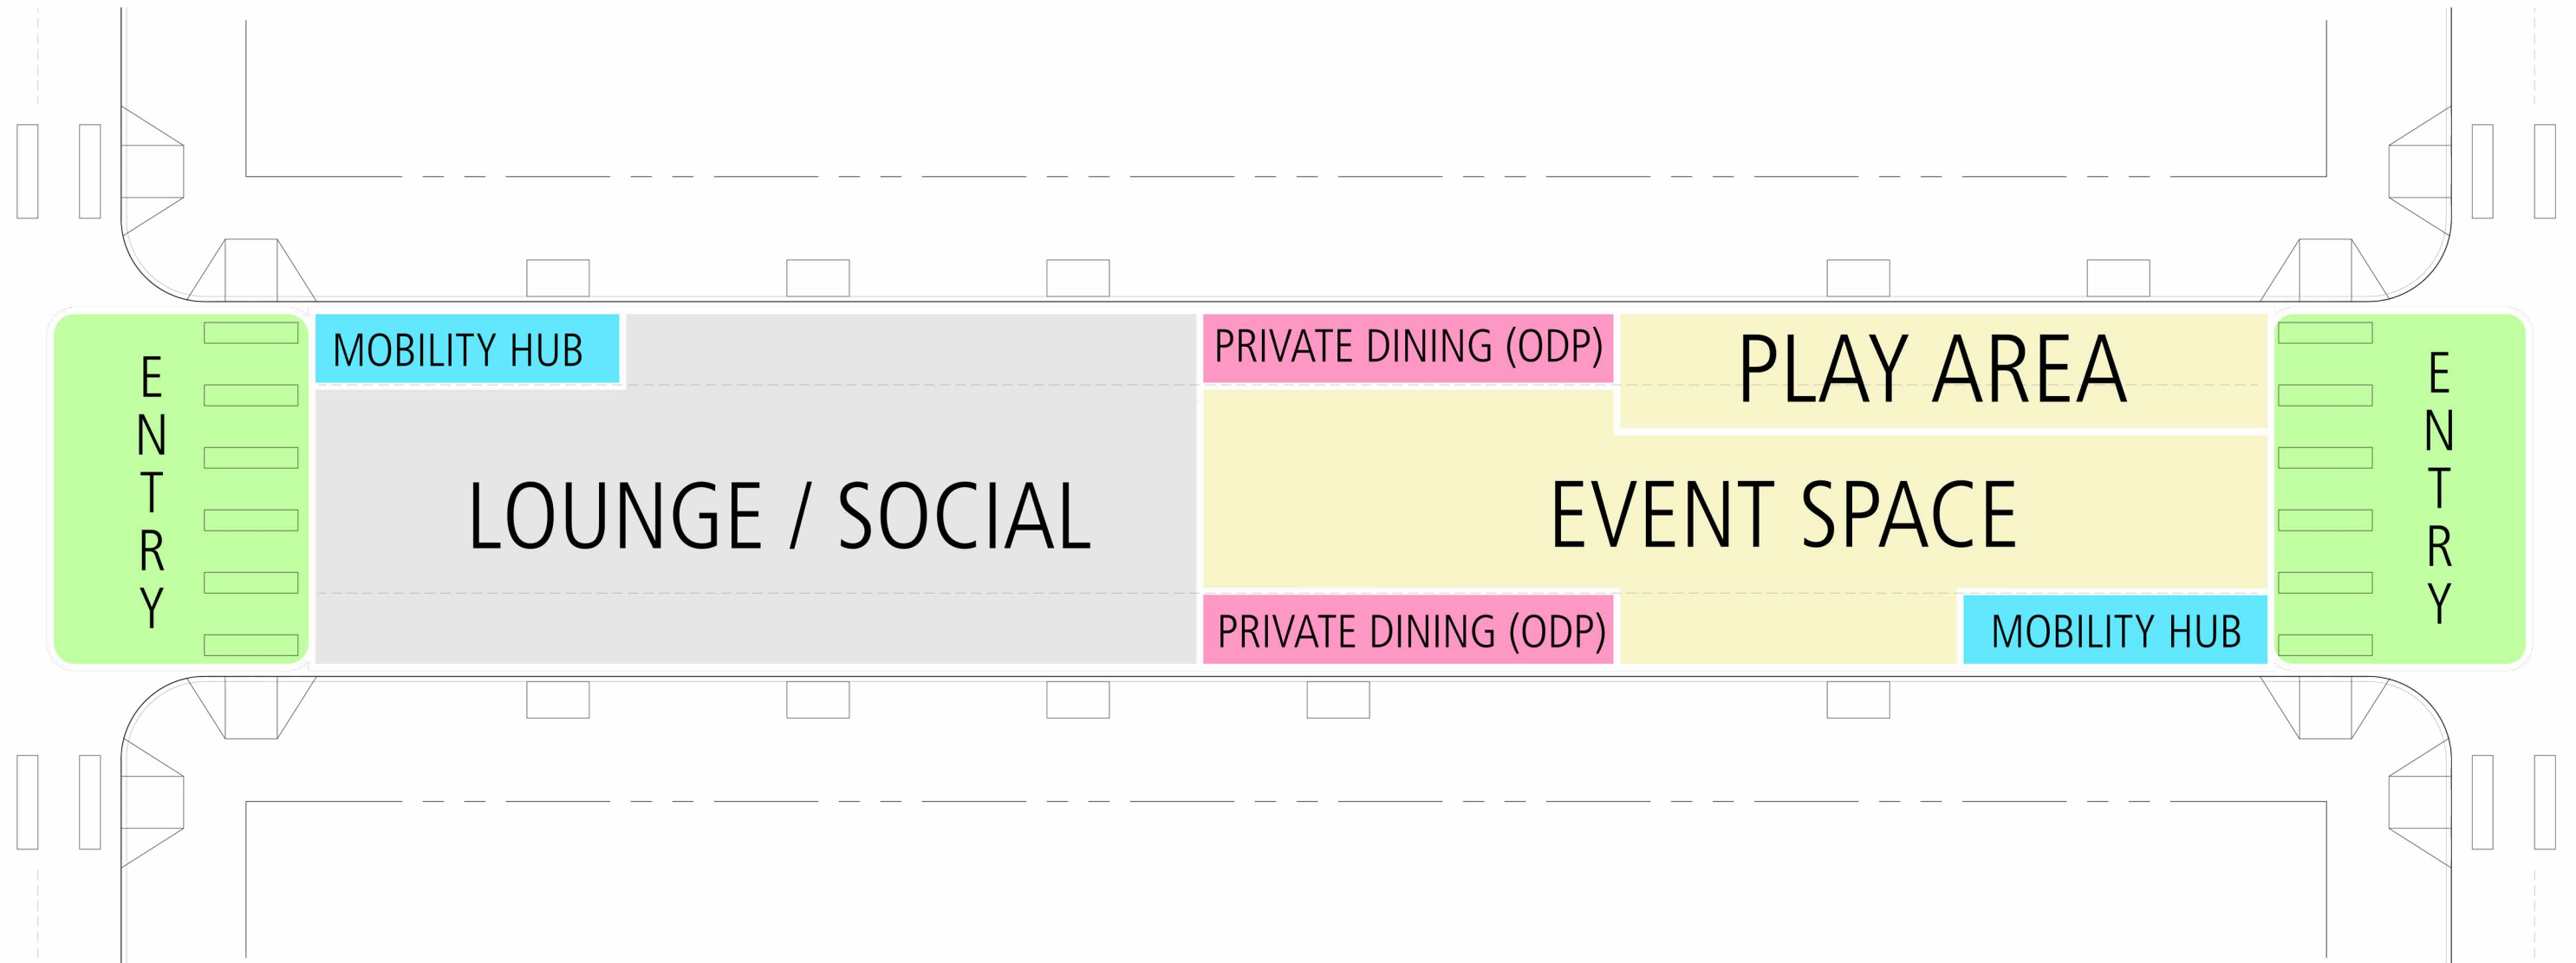 ENTRY
MOBILITY HUB
LOUNGE / SOCIAL
PRIVATE DINING (ODP)
PLAY AREA
EVENT SPACE
PRIVATE DINING (ODP)
MOBILITY HUB
ENTRY